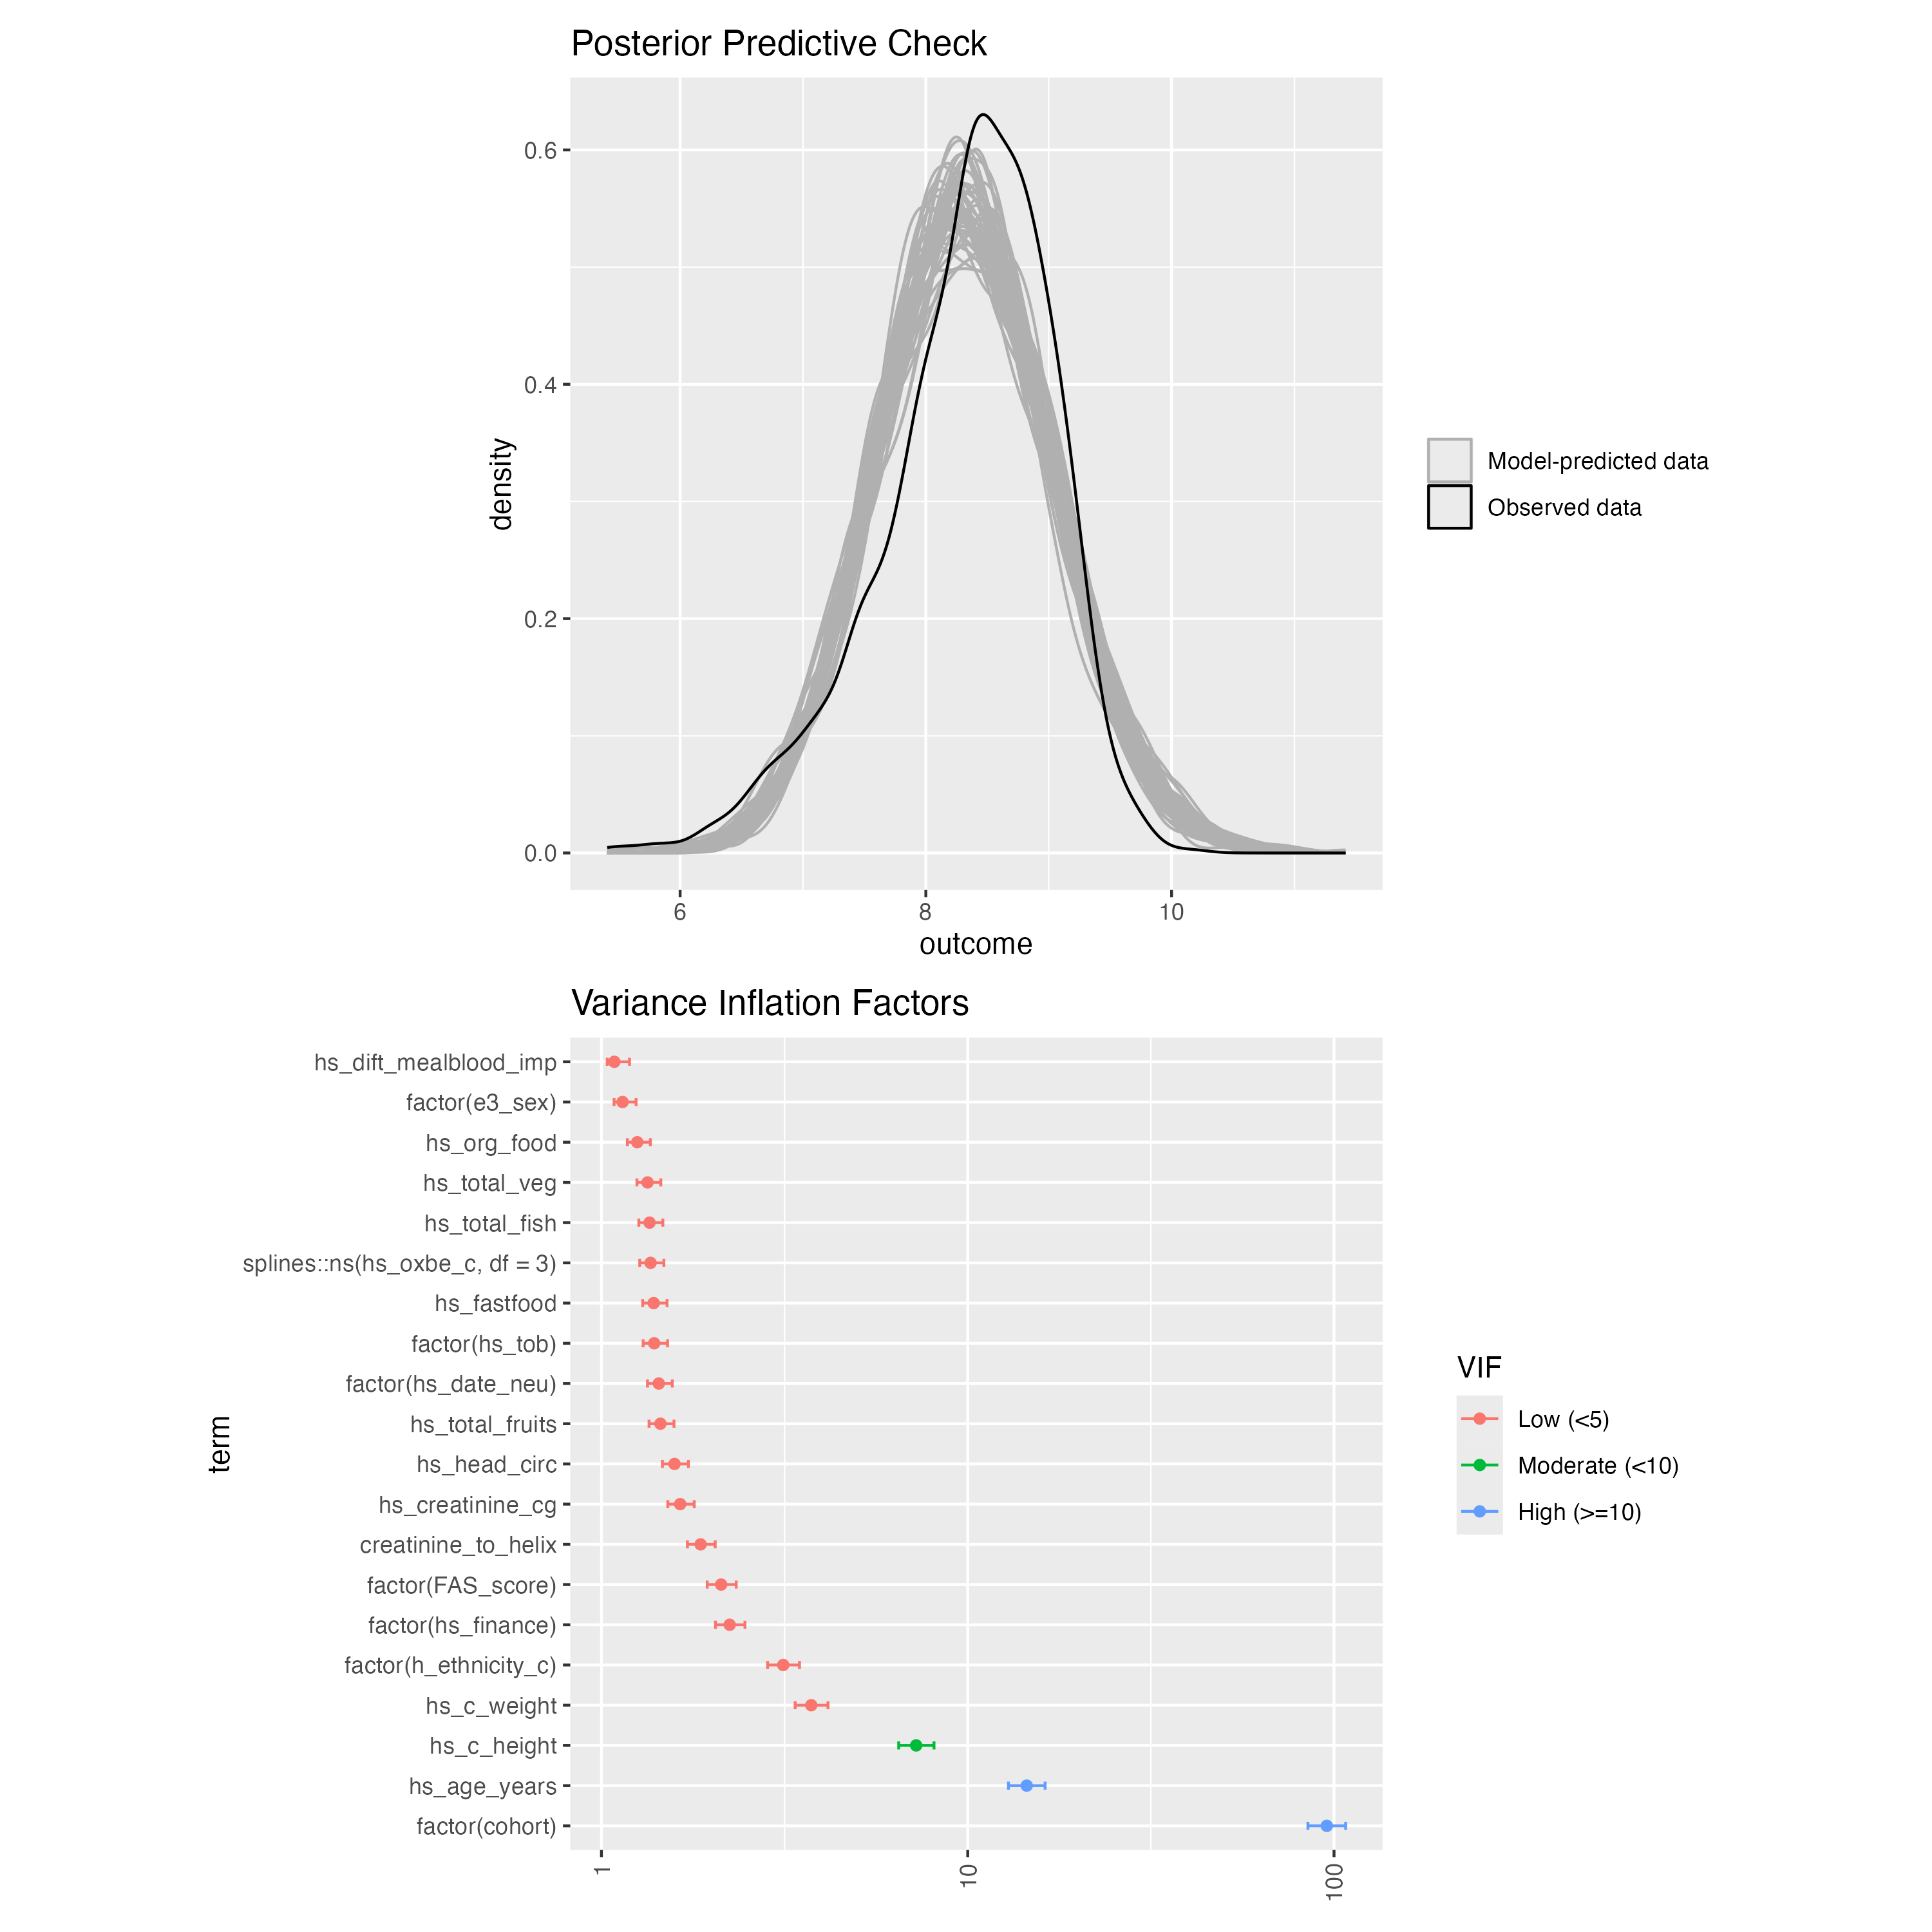 Posterior Predictive Check
0.6
0.4
0.2
0.0
density
6
8
10
outcome
Model-predicted data
Observed data
Variance Inflation Factors
hs_dift_mealblood_imp
factor(e3_sex)
hs_org_food
hs_total_veg
hs_total_fish
splines::ns(hs_oxbe_c, df = 3)
hs_fastfood
factor(hs_tob)
factor(hs_date_neu)
hs_total_fruits
hs_head_circ
hs_creatinine_cg
creatinine_to_helix
factor(FAS_score)
factor(hs_finance)
factor(h_ethnicity_c)
hs_c_weight
hs_c_height
hs_age_years
factor(cohort)
term
1
10
100
VIF
Low (<5)
Moderate (<10)
High (>=10)